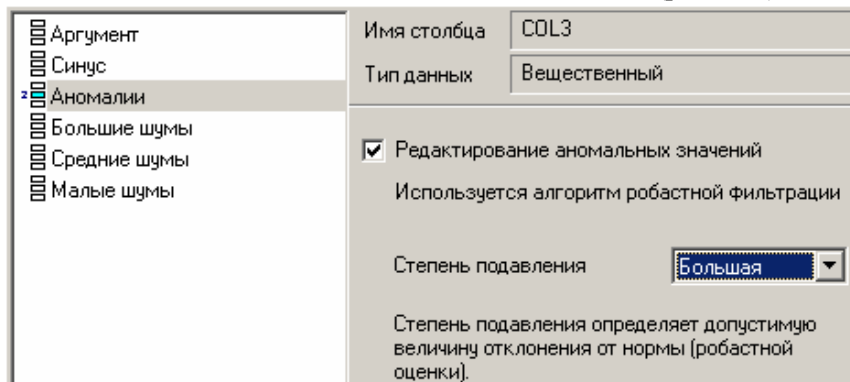 Аргумент
Синус
2 Аномалии
Большие шумы
Средние шумы
Малые шумы
Имя столбца COL3
Тип данных Вещественный
Редактирование аномальных значений
Используется алгоритм робастной фильтрации
Степень подавления Большая
Степень подавления определяет допустимую
величину отклонения от нормы (робастной
оценки).